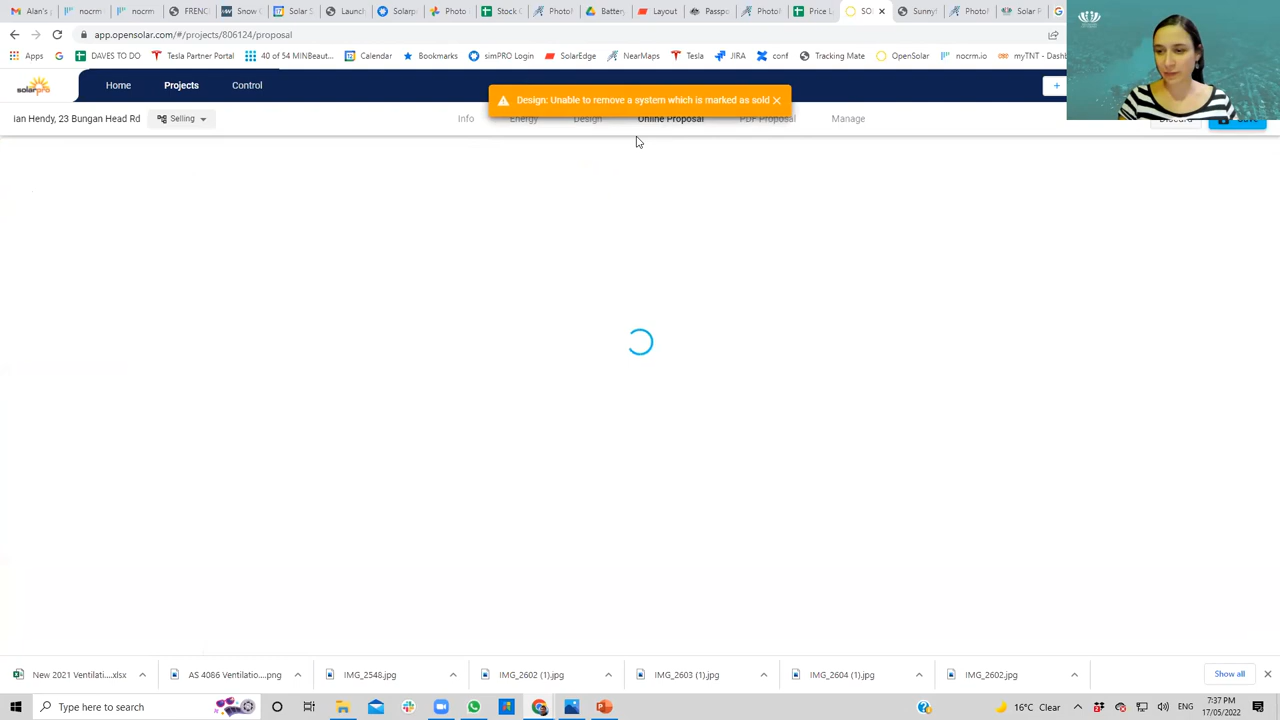 Alan's
nocrm
nocrm
FRENC
Snow C
Solar S
Launch
Solarp
Photo
Stock C
PhotoI
Batter
Layout
Passpo
PhotoI
Price L
SO
Sunny
PhotoI
Solar P
app.opensolar.com/#/projects/806124/proposal
Apps
DAVES TO DO
Tesla Partner Portal
40 of 54 MINBeaut...
Calendar
Bookmarks
simPRO Login
SolarEdge
NearMaps
Tesla
JIRA
conf
Tracking Mate
OpenSolar
nocrm.io
myTNT - Dashb
solarpro
Home
Projects
Control
+
Design: Unable to remove a system which is marked as sold
ian Hendy, 23 Bungan Head Rd
Selling
Info
Energy
Design
Online Proposal
PDF Proposal
Manage
Discard
Save
New 2021 Ventilati....xlsx
AS 4086 Ventilatio....png
IMG_2548.jpg
IMG_2602 (1).jpg
IMG_2603 (1).jpg
IMG_2604 (1).jpg
IMG_2602.jpg
Show all
Type here to search
16°C Clear
ENG
7:37 PM
17/05/2022